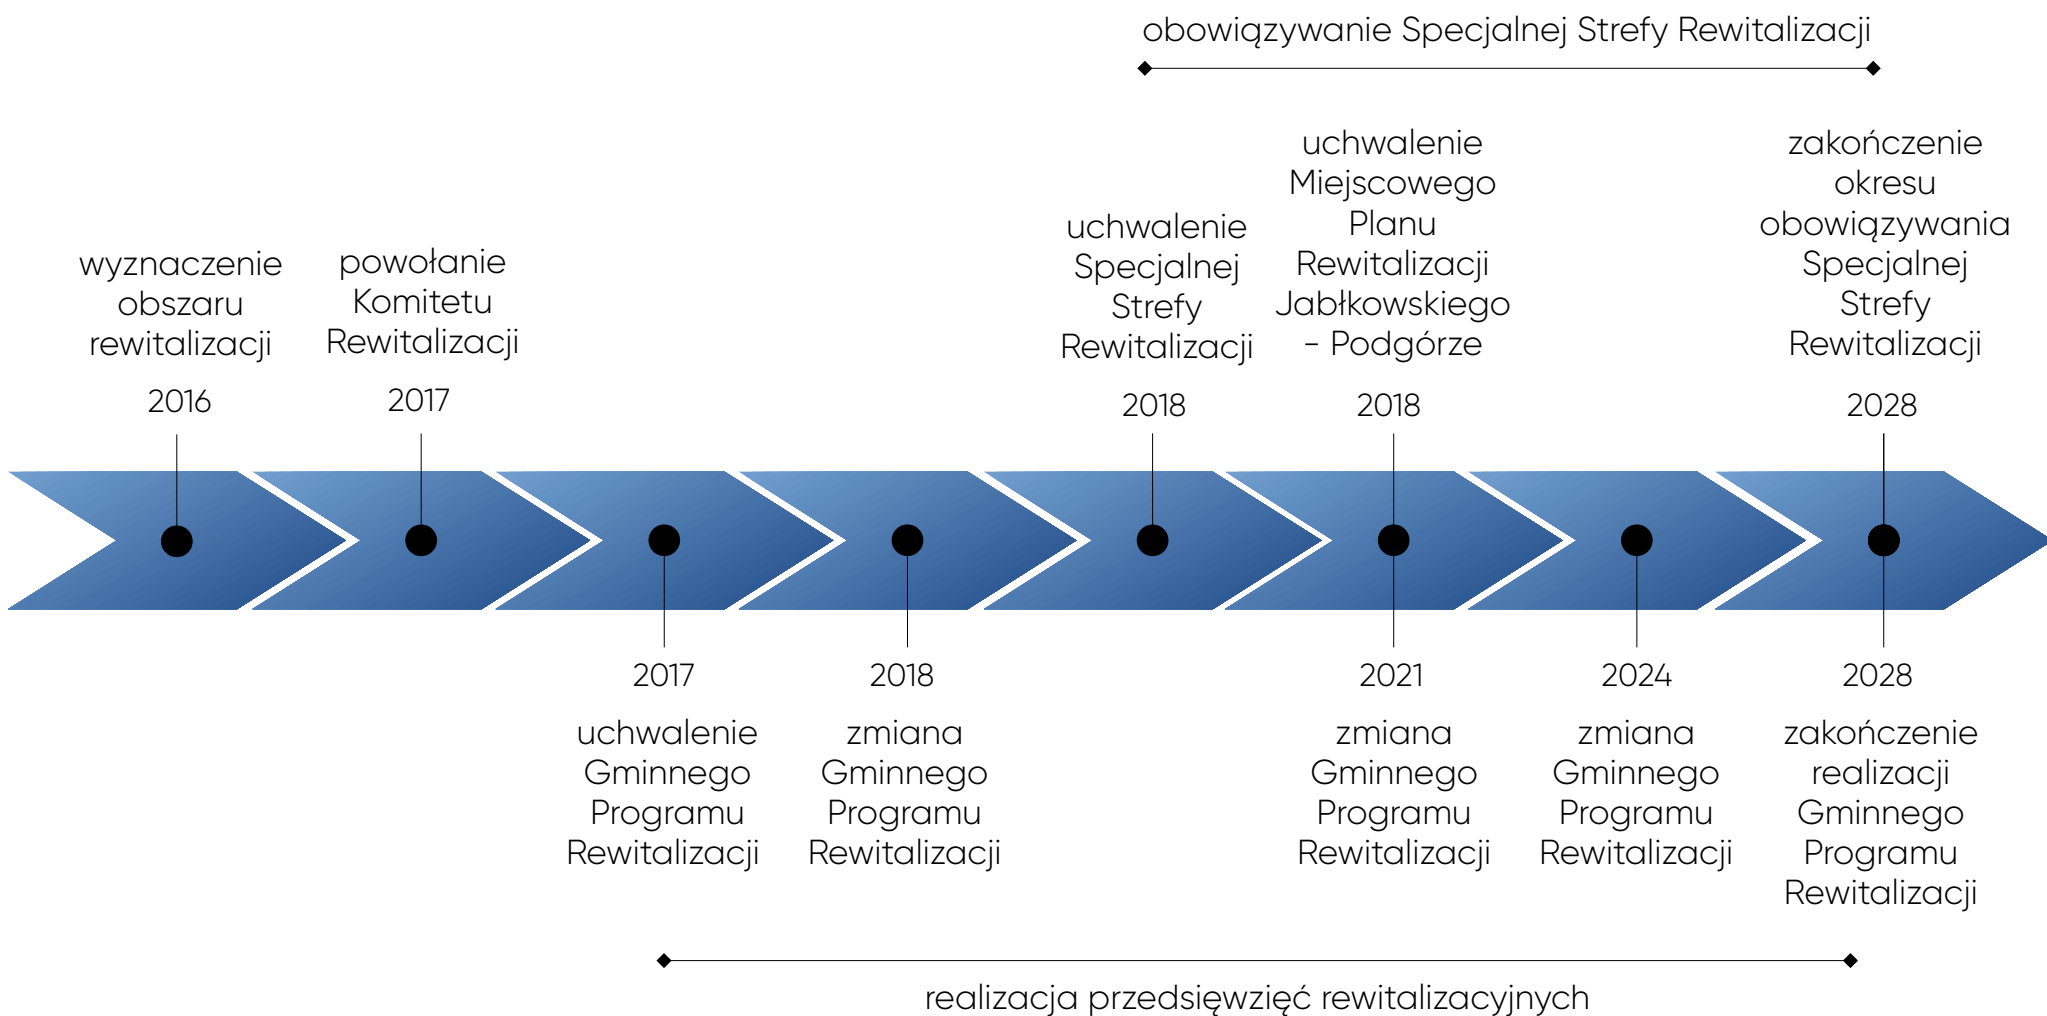 obowiązywanie Specjalnej Strefy Rewitalizacji
wyznaczenie
obszaru
rewitalizacji
2016
powołanie
Komitetu
Rewitalizacji
2017
uchwalenie
Specjalnej
Strefy
Rewitalizacji
2018
uchwalenie
Miejscowego
Planu
Rewitalizacji
Jabłkowskiego
- Podgórze
2018
zakończenie
okresu
obowiązywania
Specjalnej
Strefy
Rewitalizacji
2028
2017
uchwalenie
Gminnego
Programu
Rewitalizacji
2018
zmiana
Gminnego
Programu
Rewitalizacji
2021
zmiana
Gminnego
Programu
Rewitalizacji
2024
zmiana
Gminnego
Programu
Rewitalizacji
2028
zakończenie
realizacji
Gminnego
Programu
Rewitalizacji
realizacja przedsięwzięć rewitalizacyjnych